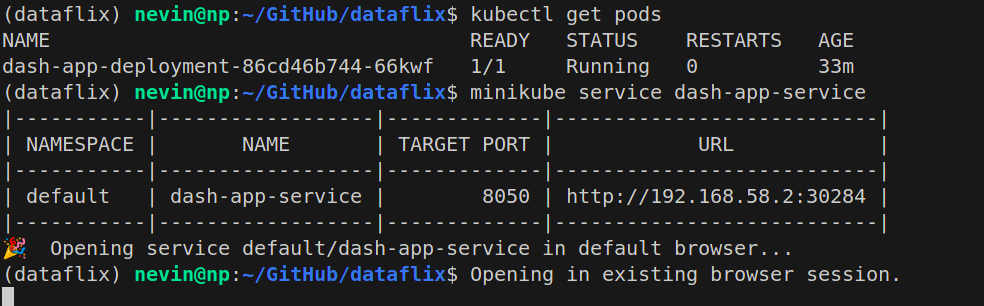 (dataflix) nevin@np:~/GitHub/dataflix$ kubectl get pods
NAME                                   READY   STATUS    RESTARTS   AGE
dash-app-deployment-86cd46b744-66kwf   1/1     Running   0          33m
(dataflix) nevin@np:~/GitHub/dataflix$ minikube service dash-app-service
|-----------|------------------|-------------|---------------------------|
| NAMESPACE |       NAME       | TARGET PORT |            URL            |
|-----------|------------------|-------------|---------------------------|
| default   | dash-app-service |        8050 | http://192.168.58.2:30284 |
|-----------|------------------|-------------|---------------------------|
🎉  Opening service default/dash-app-service in default browser...
(dataflix) nevin@np:~/GitHub/dataflix$ Opening in existing browser session.